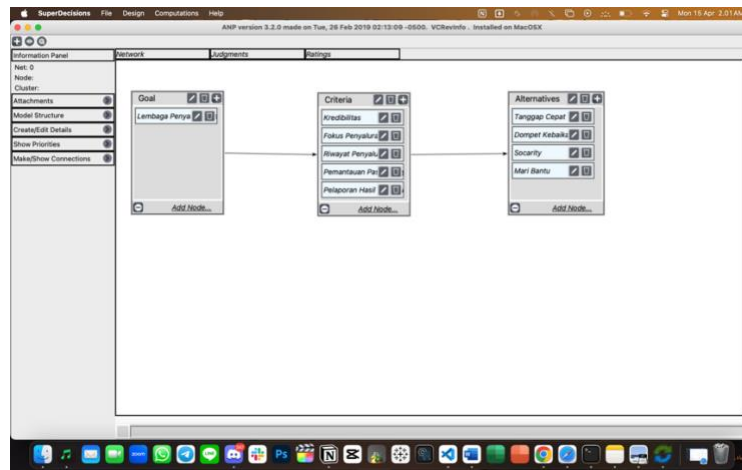 SuperDecisions File Design Computations Help Mon 15 Apr 2.01AM
ANP version 3.2.0 made on Tue, 26 Feb 2019 02:13:09 -0500. VCRevInfo . Installed on MacOSX
Information Panel
Net: 0
Node:
Cluster:
Attachments
Model Structure
Create/Edit Details
Show Priorities
Make/Show Connections
Network Judgments Ratings
Goal
Lembaga Penya
Add Node...
Criteria
Kredibilitas
Fokus Penyalura
Riwayat Penyalu
Pemantauan Pas
Pelaporan Hasil
Add Node...
Alternatives
Tanggap Cepat
Dompet Kebaika
Socarity
Mari Bantu
Add Node...